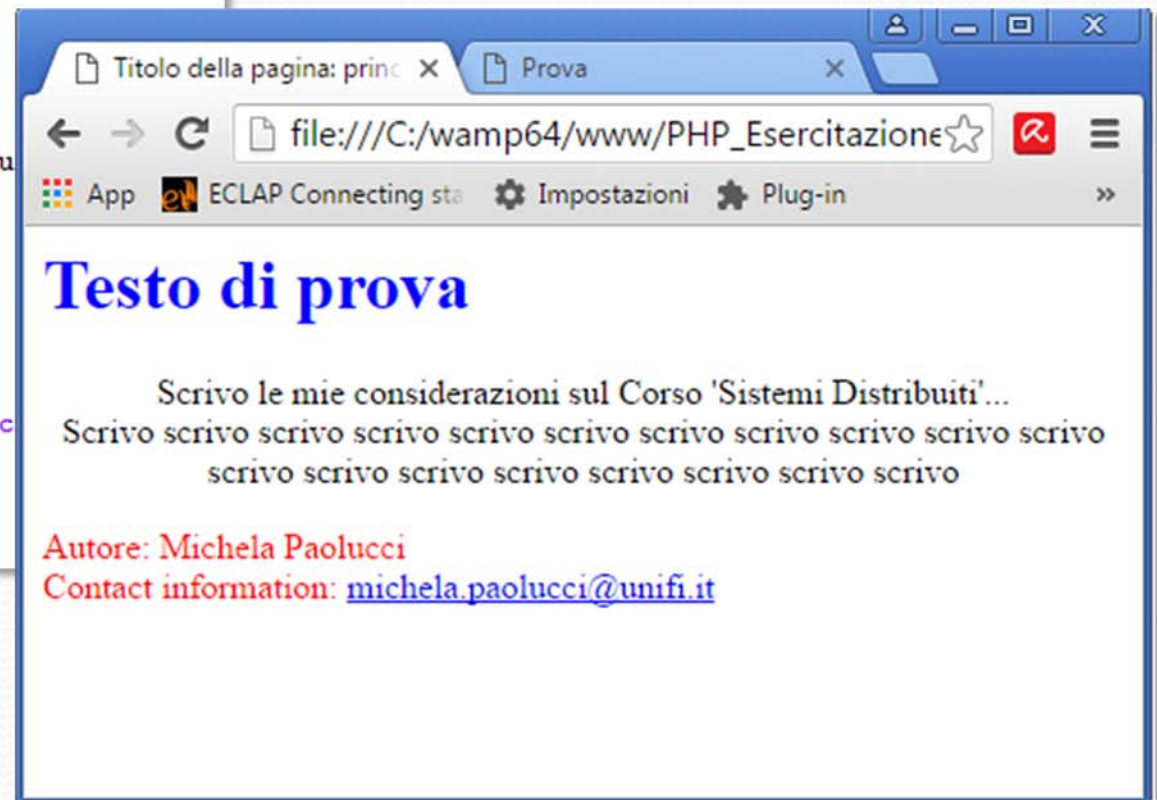 Titolo della pagina: princ
Prova
file:///C:/wamp64/www/PHP_Esercitazione
App ECLAP Connecting sta Impostazioni Plug-in »
Testo di prova
Scrivo le mie considerazioni sul Corso 'Sistemi Distribuiti'...
Scrivo scrivo scrivo scrivo scrivo scrivo scrivo scrivo scrivo scrivo scrivo
scrivo scrivo scrivo scrivo scrivo scrivo scrivo scrivo
Autore: Michela Paolucci
Contact information: michela.paolucci@unifi.it